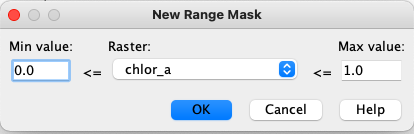 New Range Mask
Min value: Raster: Max value:
0.0 <= chlor_a <= 1.0
OK Cancel Help